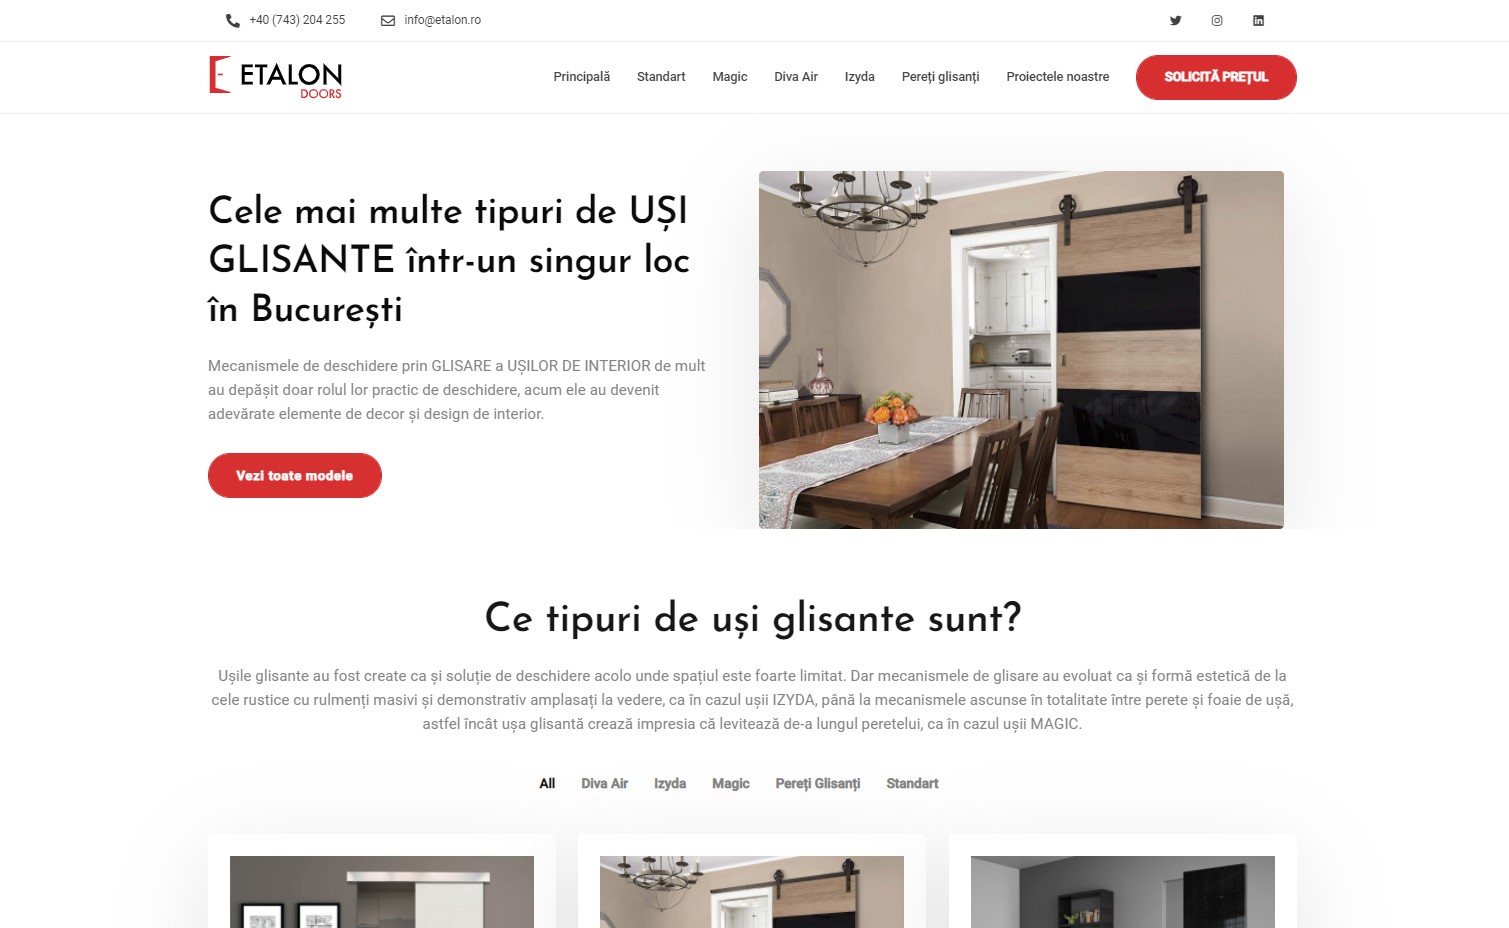 +40 (743) 204 255
info@etalon.ro
ETALON
DOORS
Principală
Standart
Magic
Diva Air
Izyda
Pereți glisanți
Proiectele noastre
SOLICITĂ PREȚUL
Cele mai multe tipuri de UȘI
GLISANTE într-un singur loc
în București
Mecanismele de deschidere prin GLISARE a UȘILOR DE INTERIOR de mult
au depășit doar rolul lor practic de deschidere, acum ele au devenit
adevărate elemente de decor și design de interior.
Vezi toate modele
Ce tipuri de uși glisante sunt?
Ușile glisante au fost create ca și soluție de deschidere acolo unde spațiul este foarte limitat. Dar mecanismele de glisare au evoluat ca și formă estetică de la
cele rustice cu rulmenți masivi și demonstrativ amplasați la vedere, ca în cazul ușii IZYDA, până la mecanismele ascunse în totalitate între perete și foaie de ușă,
astfel încât ușa glisantă crează impresia că levitează de-a lungul peretelui, ca în cazul ușii MAGIC.
All
Diva Air
Izyda
Magic
Pereți Glisanți
Standart